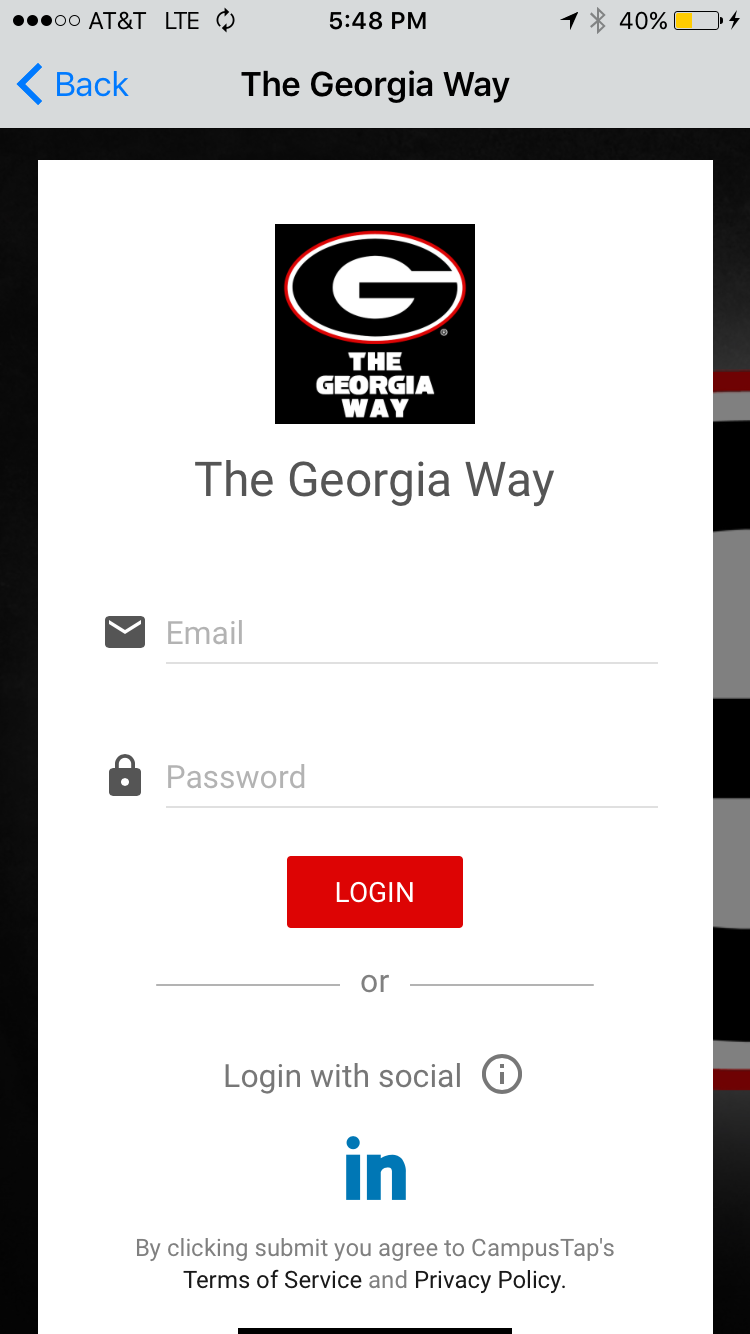 AT&T LTE 5:48 PM 40%
Back The Georgia Way
G
THE
GEORGIA
WAY
The Georgia Way
Email
Password
LOGIN
or
Login with social
in
By clicking submit you agree to CampusTap's
Terms of Service and Privacy Policy.